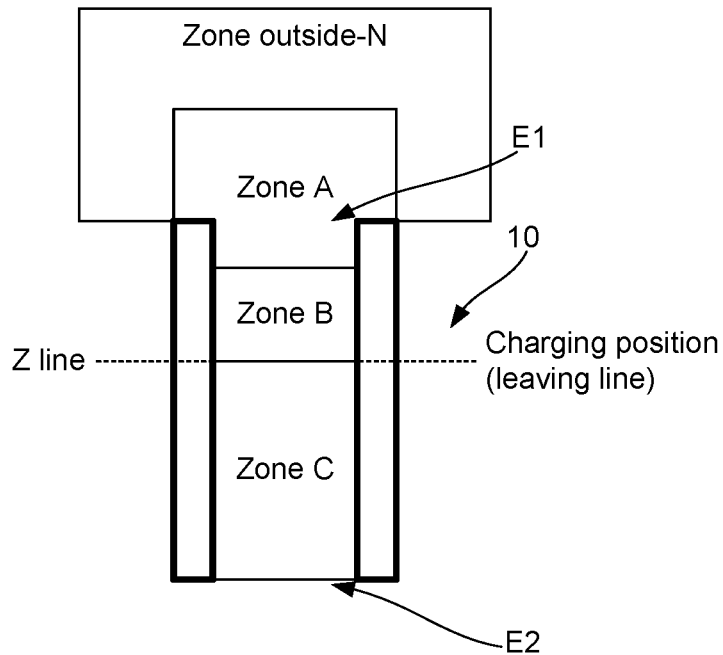 Zone outside-N
E1
Zone A
10
Zone B
Z line
Charging position
(leaving line)
Zone C
E2